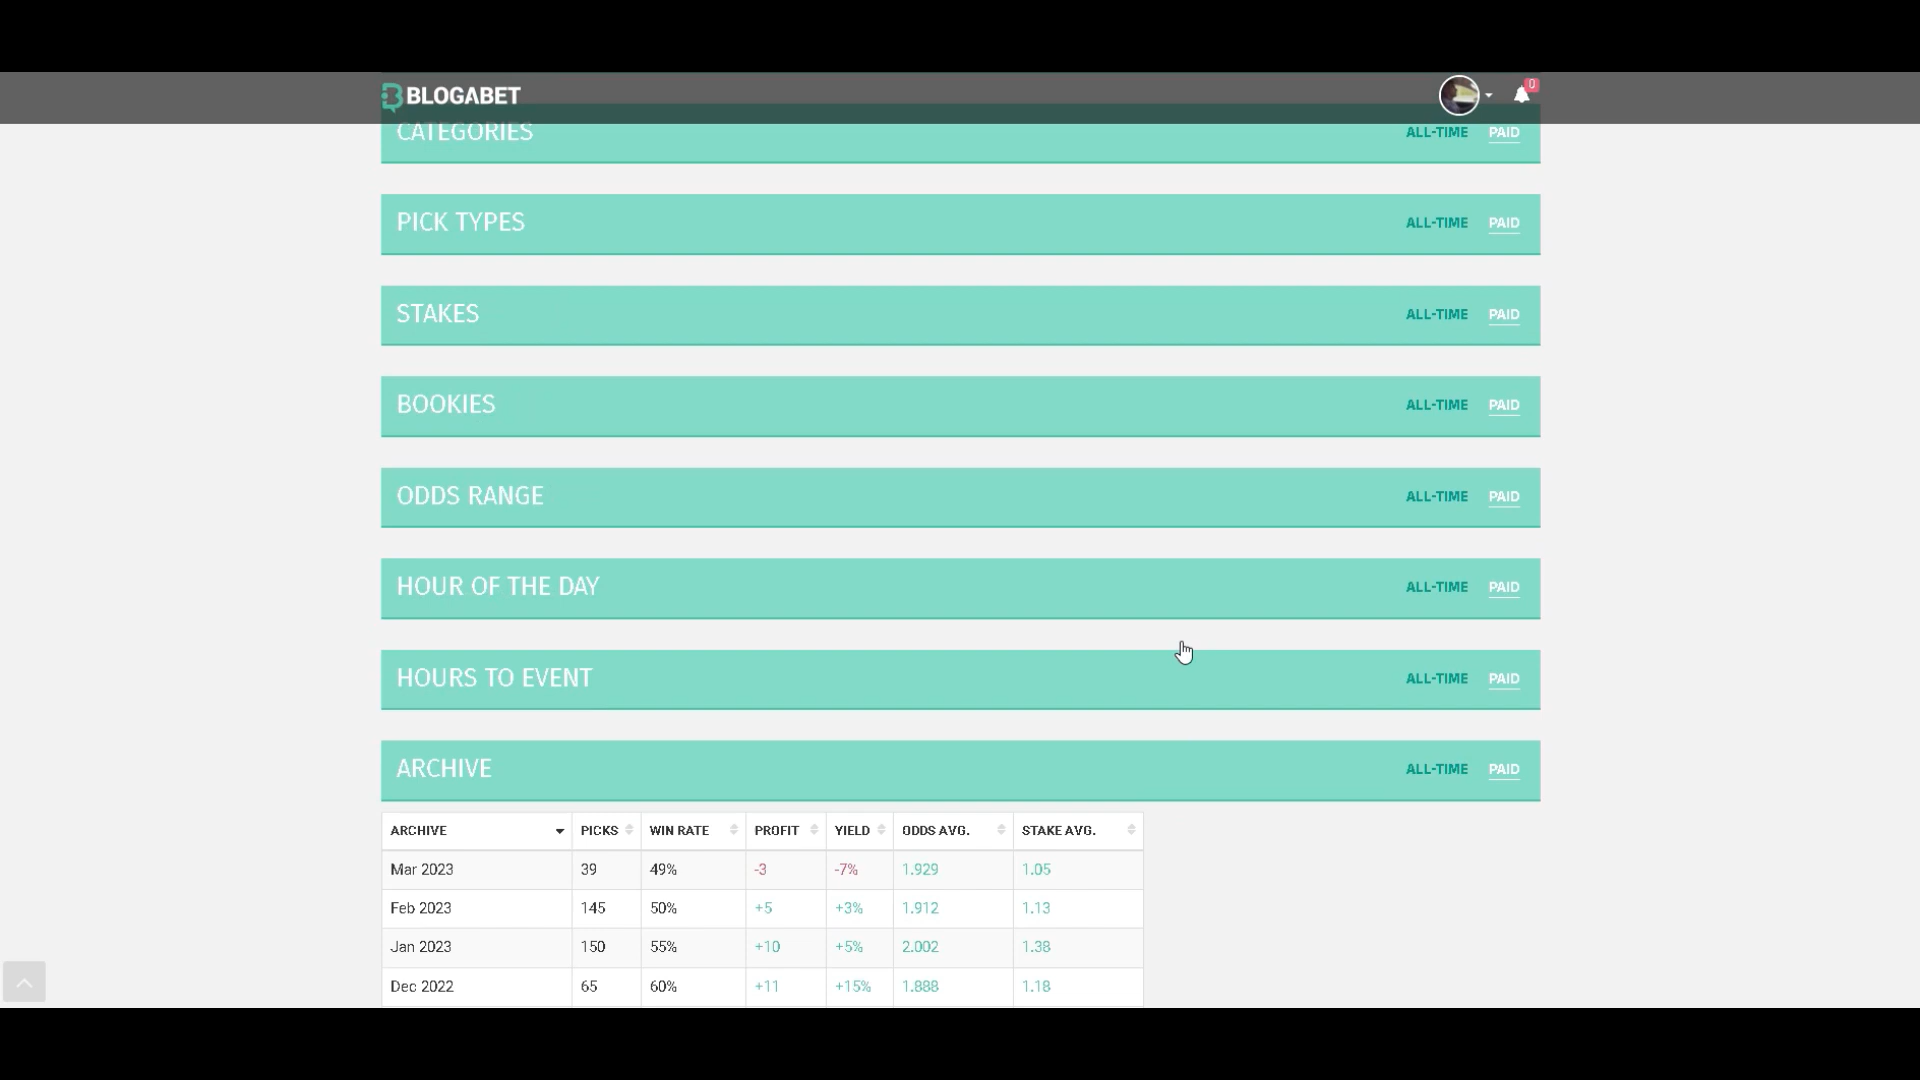 BLOGABET
0
CATEGORIES ALL-TIME PAID
PICK TYPES ALL-TIME PAID
STAKES ALL-TIME PAID
BOOKIES ALL-TIME PAID
ODDS RANGE ALL-TIME PAID
HOUR OF THE DAY ALL-TIME PAID
HOURS TO EVENT ALL-TIME PAID
ARCHIVE ALL-TIME PAID
ARCHIVE PICKS WIN RATE PROFIT YIELD ODDS AVG. STAKE AVG.
Mar 2023 39 49% -3 -7% 1.929 1.05
Feb 2023 145 50% +5 +3% 1.912 1.13
Jan 2023 150 55% +10 +5% 2.002 1.38
Dec 2022 65 60% +11 +15% 1.888 1.18